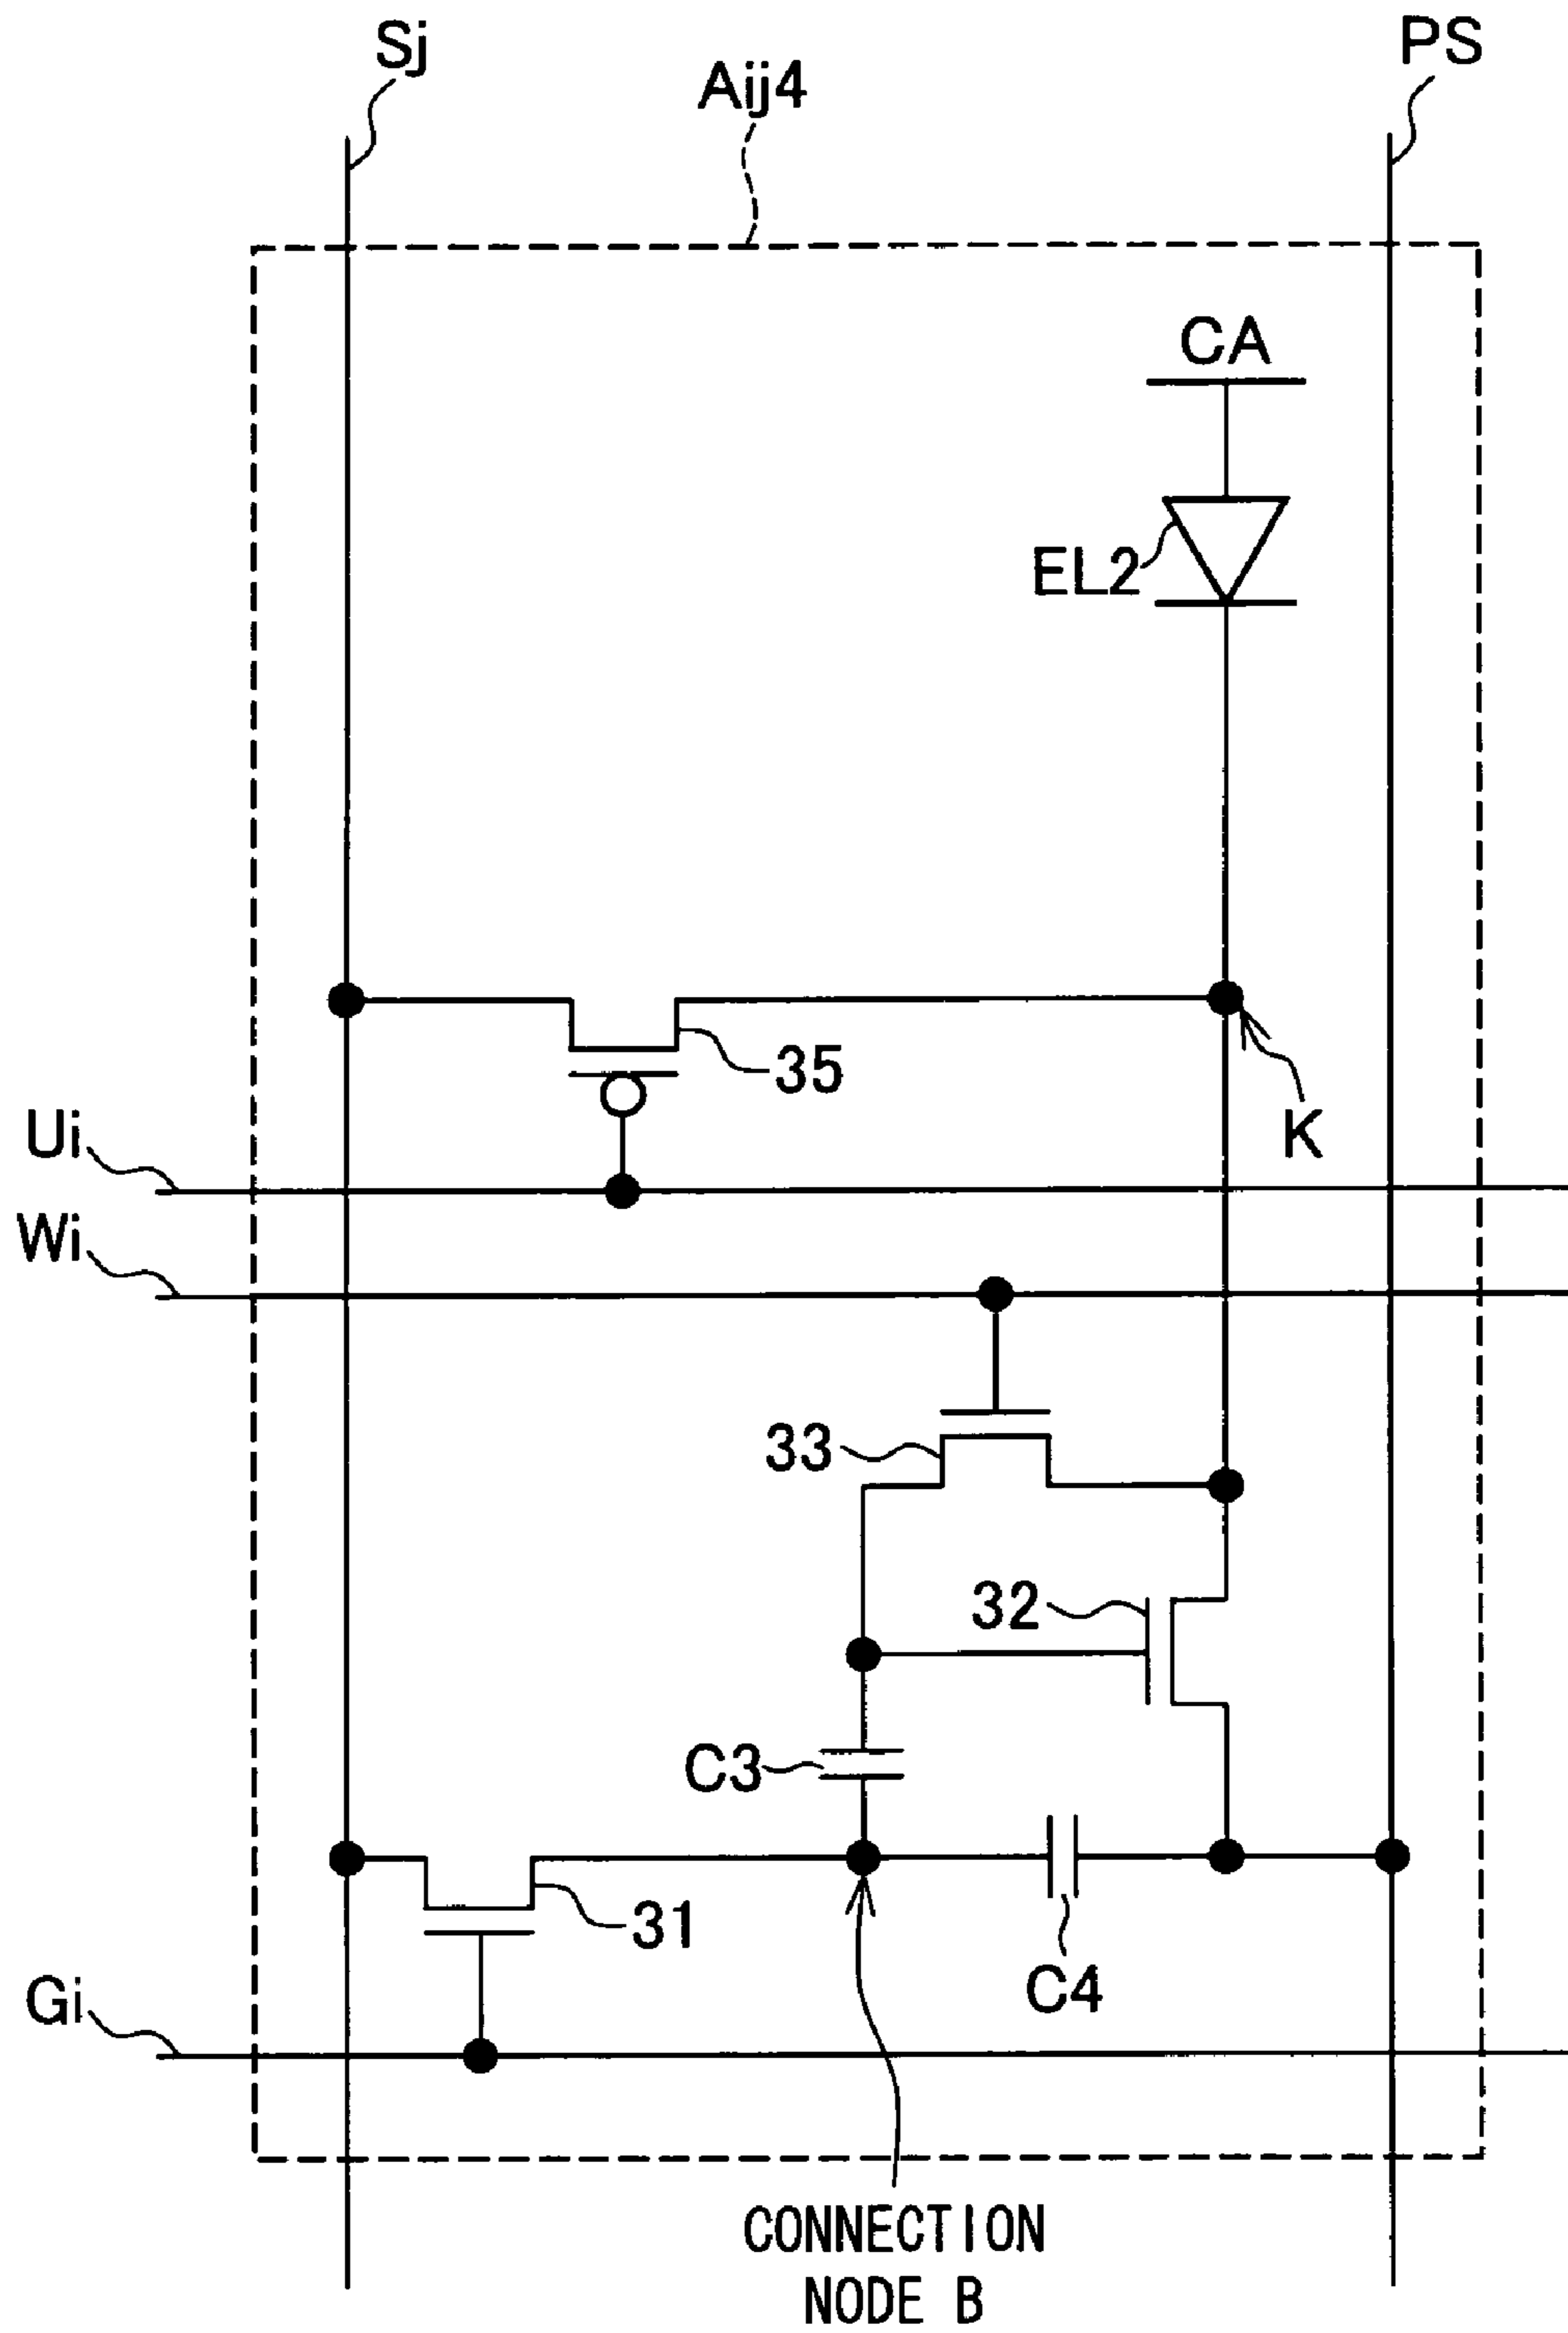 Sj
PS
Aij4
CA
EL2
35
K
Ui
Wi
33
32
C3
31
C4
Gi
CONNECTION
NODE B